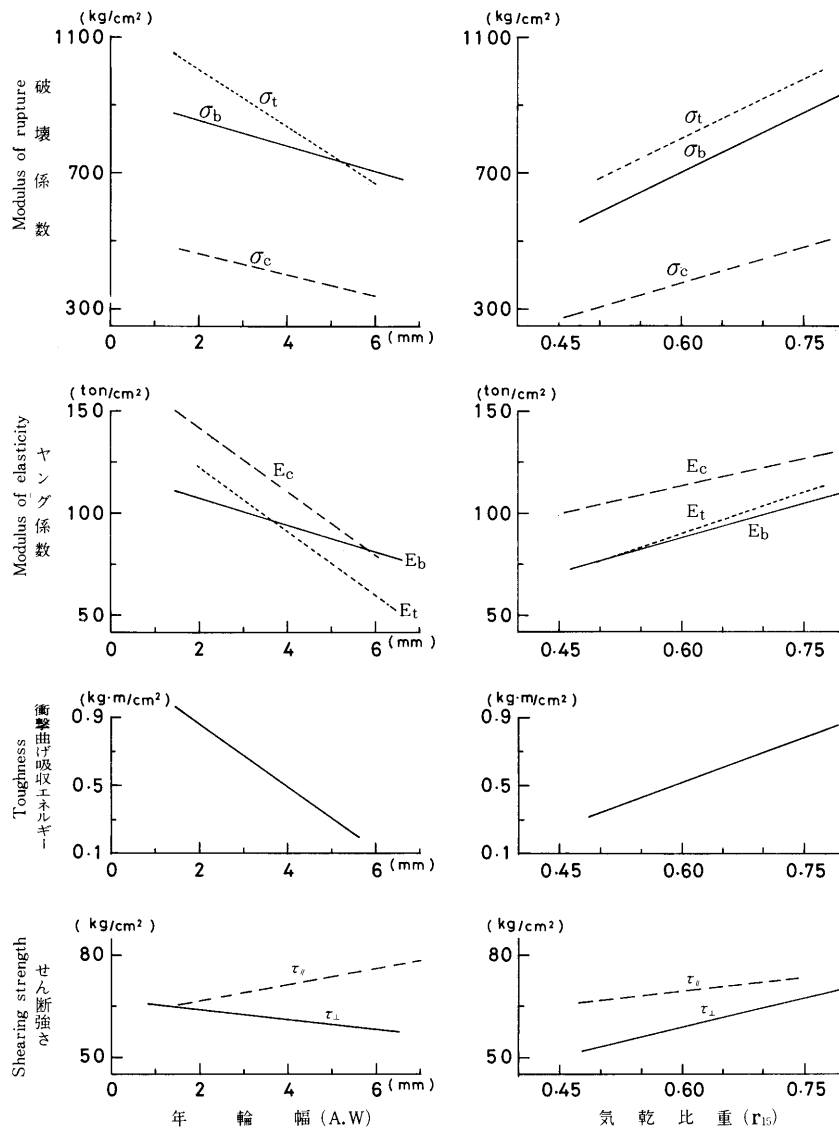 (kg/cm²)
1100
700
300
破壊係数
Modulus of rupture
σt
σb
σc
0 2 4 6 (mm)
(kg/cm²)
1100
700
300
σt
σb
σc
0.45 0.60 0.75
(ton/cm²)
150
100
50
ヤング係数
Modulus of elasticity
Ec
Eb
Et
0 2 4 6 (mm)
(ton/cm²)
150
100
50
Ec
Et
Eb
0.45 0.60 0.75
(kg·m/cm²)
0.9
0.5
0.1
衝撃曲げ吸収エネルギー
Toughness
0 2 4 6 (mm)
(kg·m/cm²)
0.9
0.5
0.1
0.45 0.60 0.75
(kg/cm²)
80
50
せん断強さ
Shearing strength
τ∥
τ⊥
0 2 4 6 (mm)
年輪幅(A.W)
(kg/cm²)
80
50
τ∥
τ⊥
0.45 0.60 0.75
気乾比重(r15)